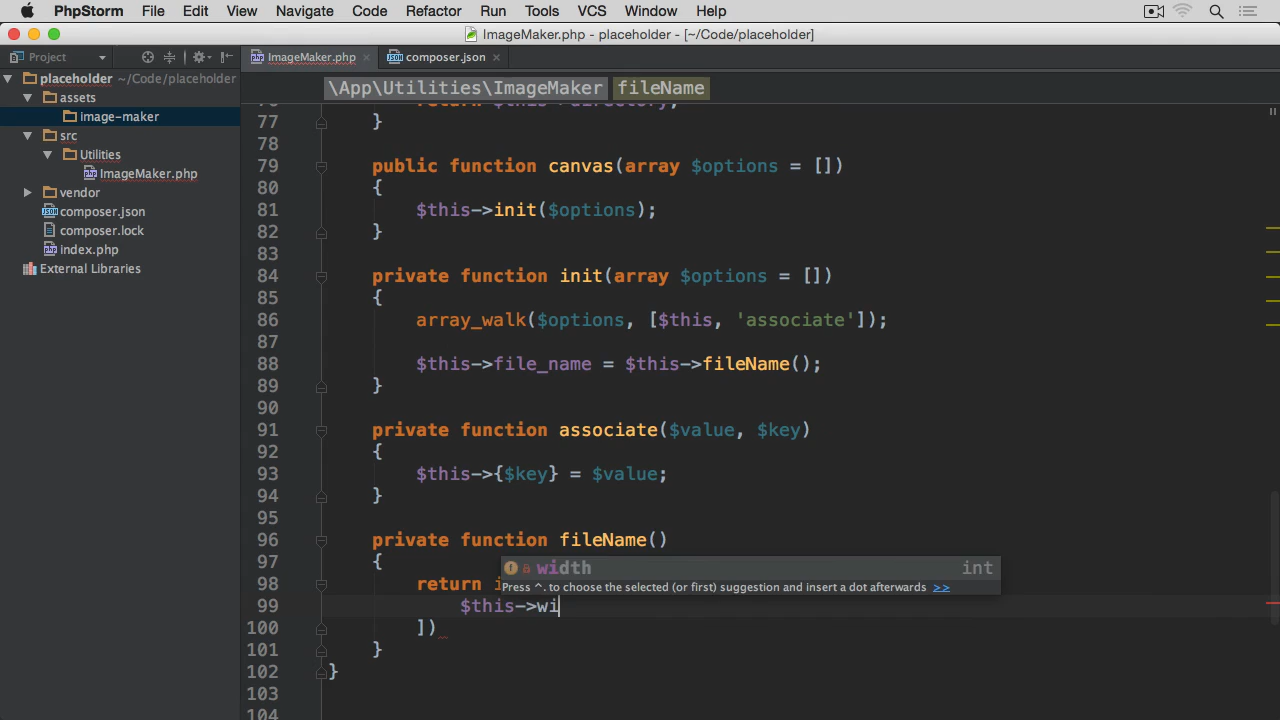 PhpStorm File Edit View Navigate Code Refactor Run Tools VCS Window Help
ImageMaker.php - placeholder - [~/Code/placeholder]
Project
ImageMaker.php composer.json
placeholder ~/Code/placeholder
assets
image-maker
src
Utilities
ImageMaker.php
vendor
composer.json
composer.lock
index.php
External Libraries
\App\Utilities\ImageMaker fileName
77 }
78
79 public function canvas(array $options = [])
80 {
81 $this->init($options);
82 }
83
84 private function init(array $options = [])
85 {
86 array_walk($options, [$this, 'associate']);
87
88 $this->file_name = $this->fileName();
89 }
90
91 private function associate($value, $key)
92 {
93 $this->{$key} = $value;
94 }
95
96 private function fileName()
97 {
width int
98 return i
Press ^. to choose the selected (or first) suggestion and insert a dot afterwards >>
99 $this->wi
100 ])
101 }
102 }
103
104